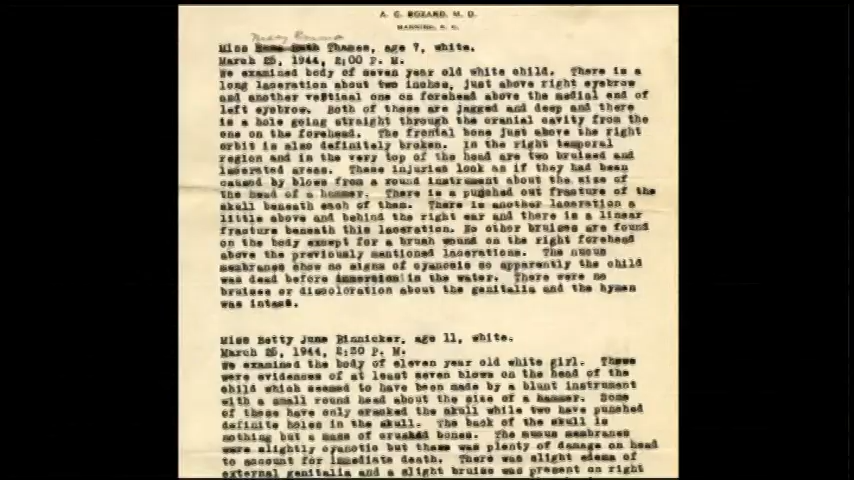 A. C. BOZARD, M. D.
MANNING, S. C.
Miss Thames, age 7, white.
March 25, 1944, 2:00 P. M.
We examined body of seven year old white child. There is a
long laceration about two inches, just above right eyebrow
and another vertical one on forehead above the medial end of
left eyebrow. Both of these are jagged and deep and there
is a hole going straight through the cranial cavity from the
one on the forehead. The frontal bone just above the right
orbit is also definitely broken. In the right temporal
region and in the very top of the head are two bruised and
lacerated areas. These injuries look as if they had been
caused by blows from a round instrument about the size of
the head of a hammer. There is a punched out fracture of the
skull beneath each of them. There is another laceration a
little above and behind the right ear and there is a linear
fracture beneath this laceration. No other bruises are found
on the body except for a brush wound on the right forehead
above the previously mentioned lacerations. The mucus
membranes show no signs of cyanosis so apparently the child
was dead before immersion in the water. There were no
bruises or discoloration about the genitalia and the hymen
was intact.
Miss Betty June Binnicker, age 11, white.
March 25, 1944, 2:30 P. M.
We examined the body of eleven year old white girl. There
were evidences of at least seven blows on the head of the
child which seemed to have been made by a blunt instrument
with a small round head about the size of a hammer. Some
of these have only cracked the skull while two have punched
definite holes in the skull. The back of the skull is
nothing but a mass of crushed bones. The mucus membranes
were slightly cyanotic but there was plenty of damage on head
to account for immediate death. There was slight edema of
external genitalia and a slight bruise was present on right